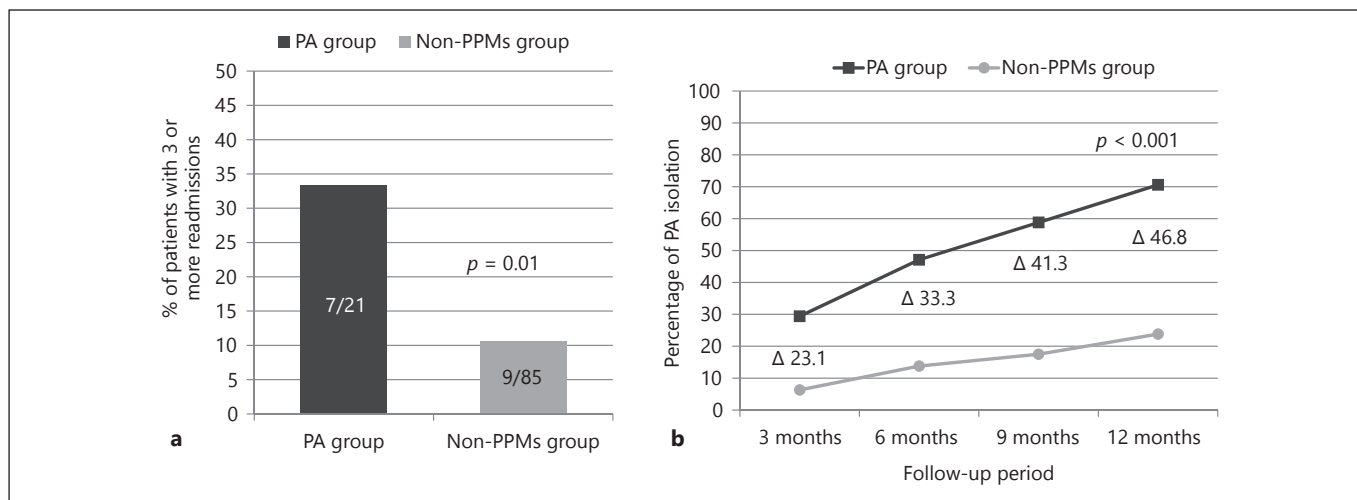 PA group Non-PPMs group
% of patients with 3 or
more readmissions
50
45
40
35
30
25
20
15
10
5
0
p = 0.01
7/21
9/85
PA group Non-PPMs group
a
PA group Non-PPMs group
Percentage of PA isolation
100
90
80
70
60
50
40
30
20
10
0
p < 0.001
Δ 46.8
Δ 41.3
Δ 33.3
Δ 23.1
3 months 6 months 9 months 12 months
Follow-up period
b